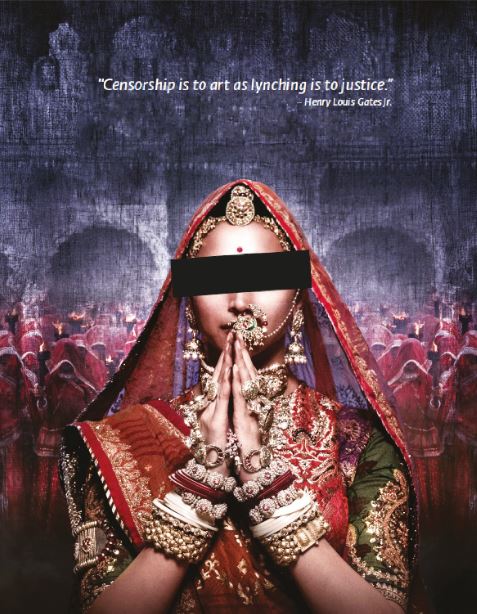 "Censorship is to art as lynching is to justice."
– Henry Louis Gates Jr.